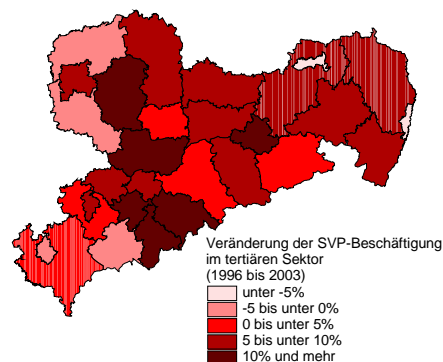 Veränderung der SVP-Beschäftigung
im tertiären Sektor
(1996 bis 2003)
unter -5%
-5 bis unter 0%
0 bis unter 5%
5 bis unter 10%
10% und mehr